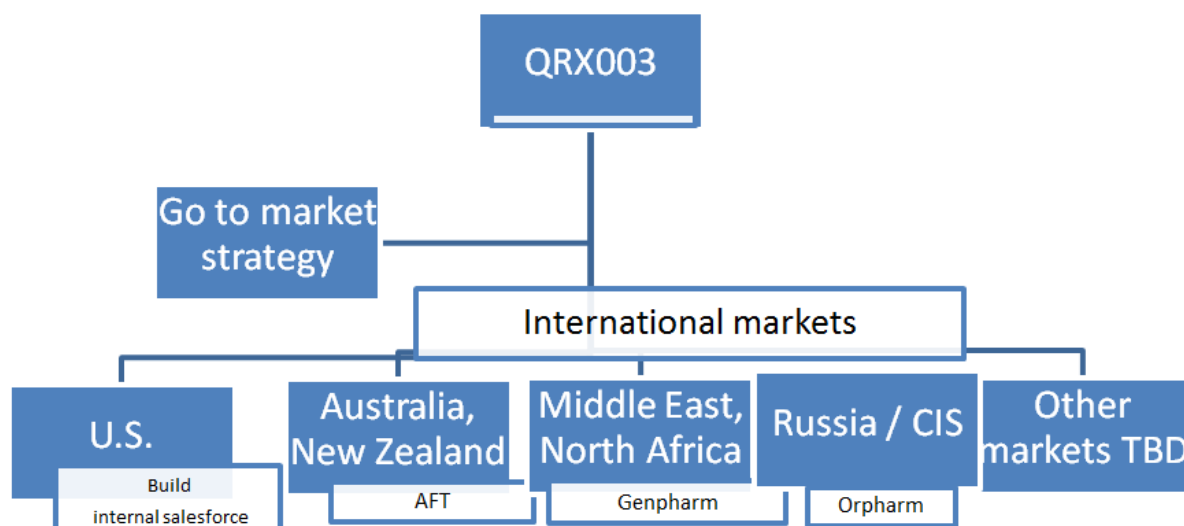 QRX003
Go to market
strategy
International markets
U.S.
Build
internal salesforce
Australia,
New Zealand
AFT
Middle East,
North Africa
Genpharm
Russia / CIS
Orpharm
Other
markets TBD